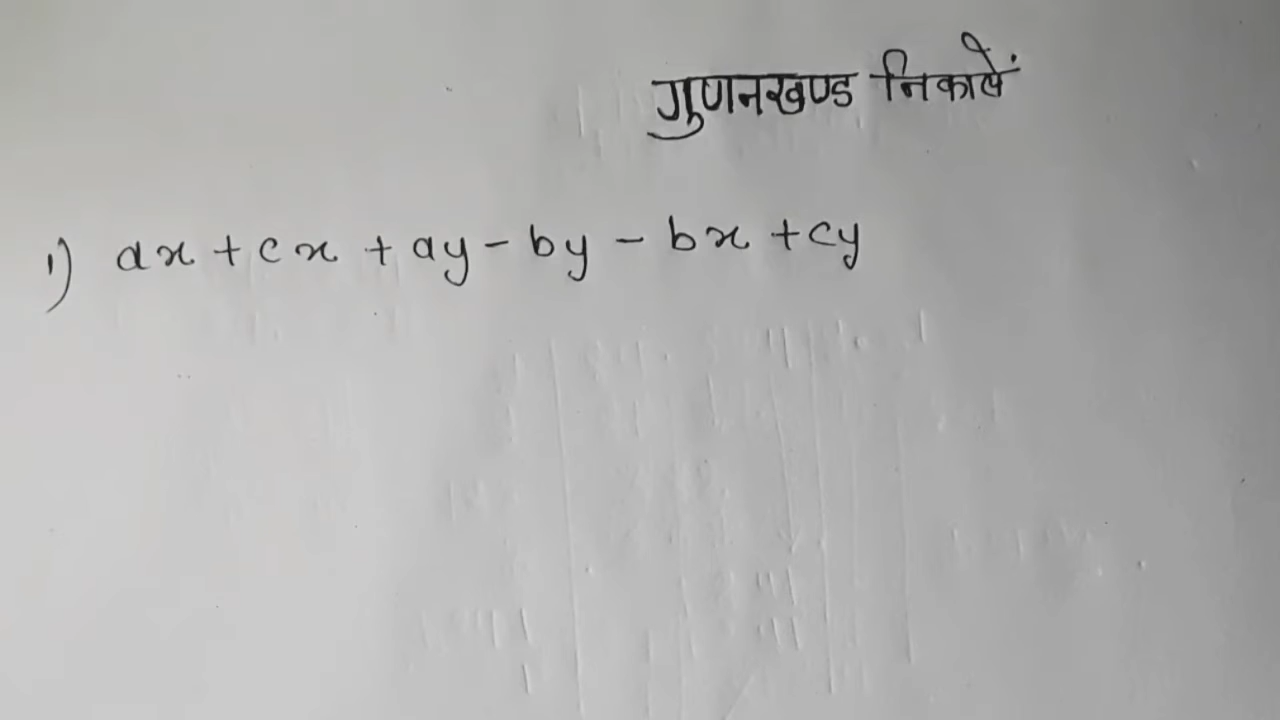 गुणनखण्ड निकालें
1) ax + cx + ay - by - bx + cy